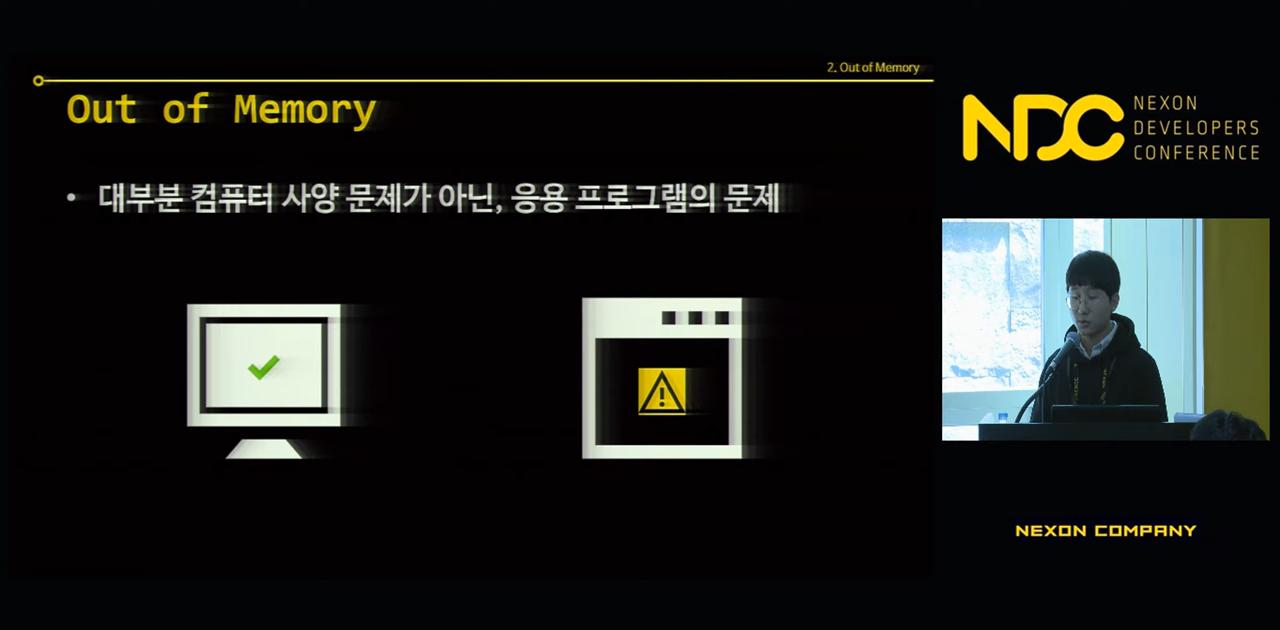 2. Out of Memory
Out of Memory
• 대부분 컴퓨터 사양 문제가 아닌, 응용 프로그램의 문제
NDC
NEXON
DEVELOPERS
CONFERENCE
NEXON COMPANY